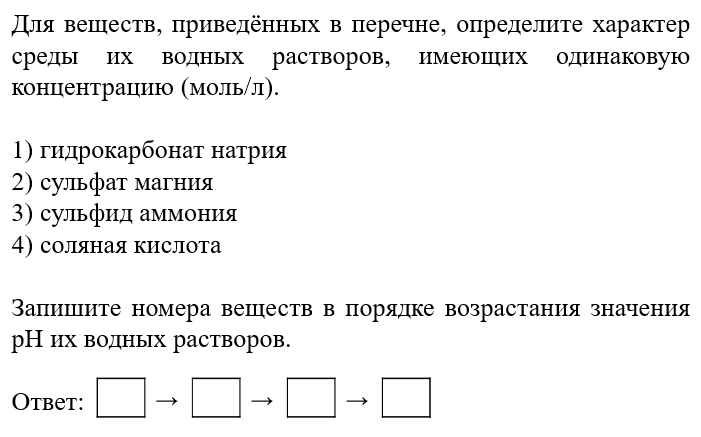 Для веществ, приведённых в перечне, определите характер
среды их водных растворов, имеющих одинаковую
концентрацию (моль/л).
1) гидрокарбонат натрия
2) сульфат магния
3) сульфид аммония
4) соляная кислота
Запишите номера веществ в порядке возрастания значения
pH их водных растворов.
Ответ: → → →